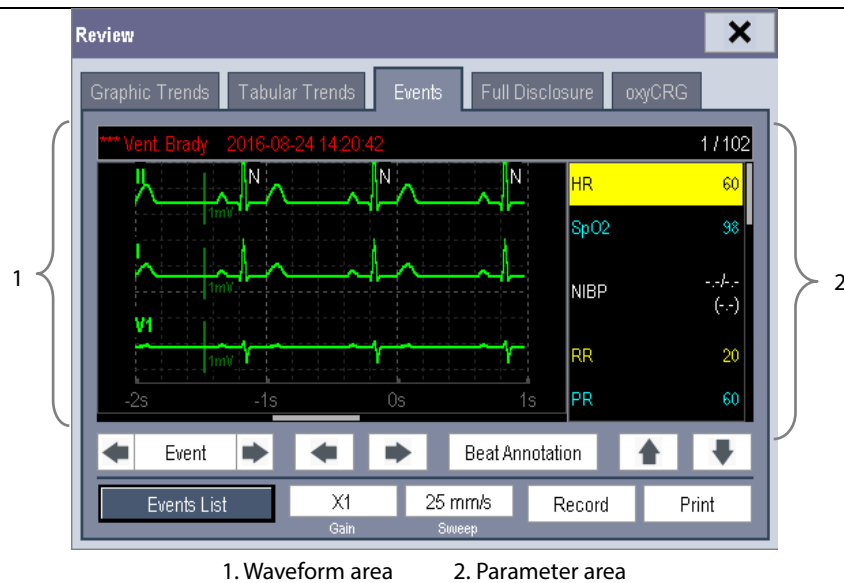 Review
Graphic Trends Tabular Trends Events Full Disclosure oxyCRG
*** Vent. Brady 2016-08-24 14:20:42 1 / 102
II N N N
1mV
I
1mV
V1
1mV
-2s -1s 0s 1s
HR 60
SpO2 98
NIBP -.-/-.-
(-.-)
RR 20
PR 60
1
2
Event Beat Annotation
Events List X1 25 mm/s Record Print
Gain Sweep
1. Waveform area 2. Parameter area